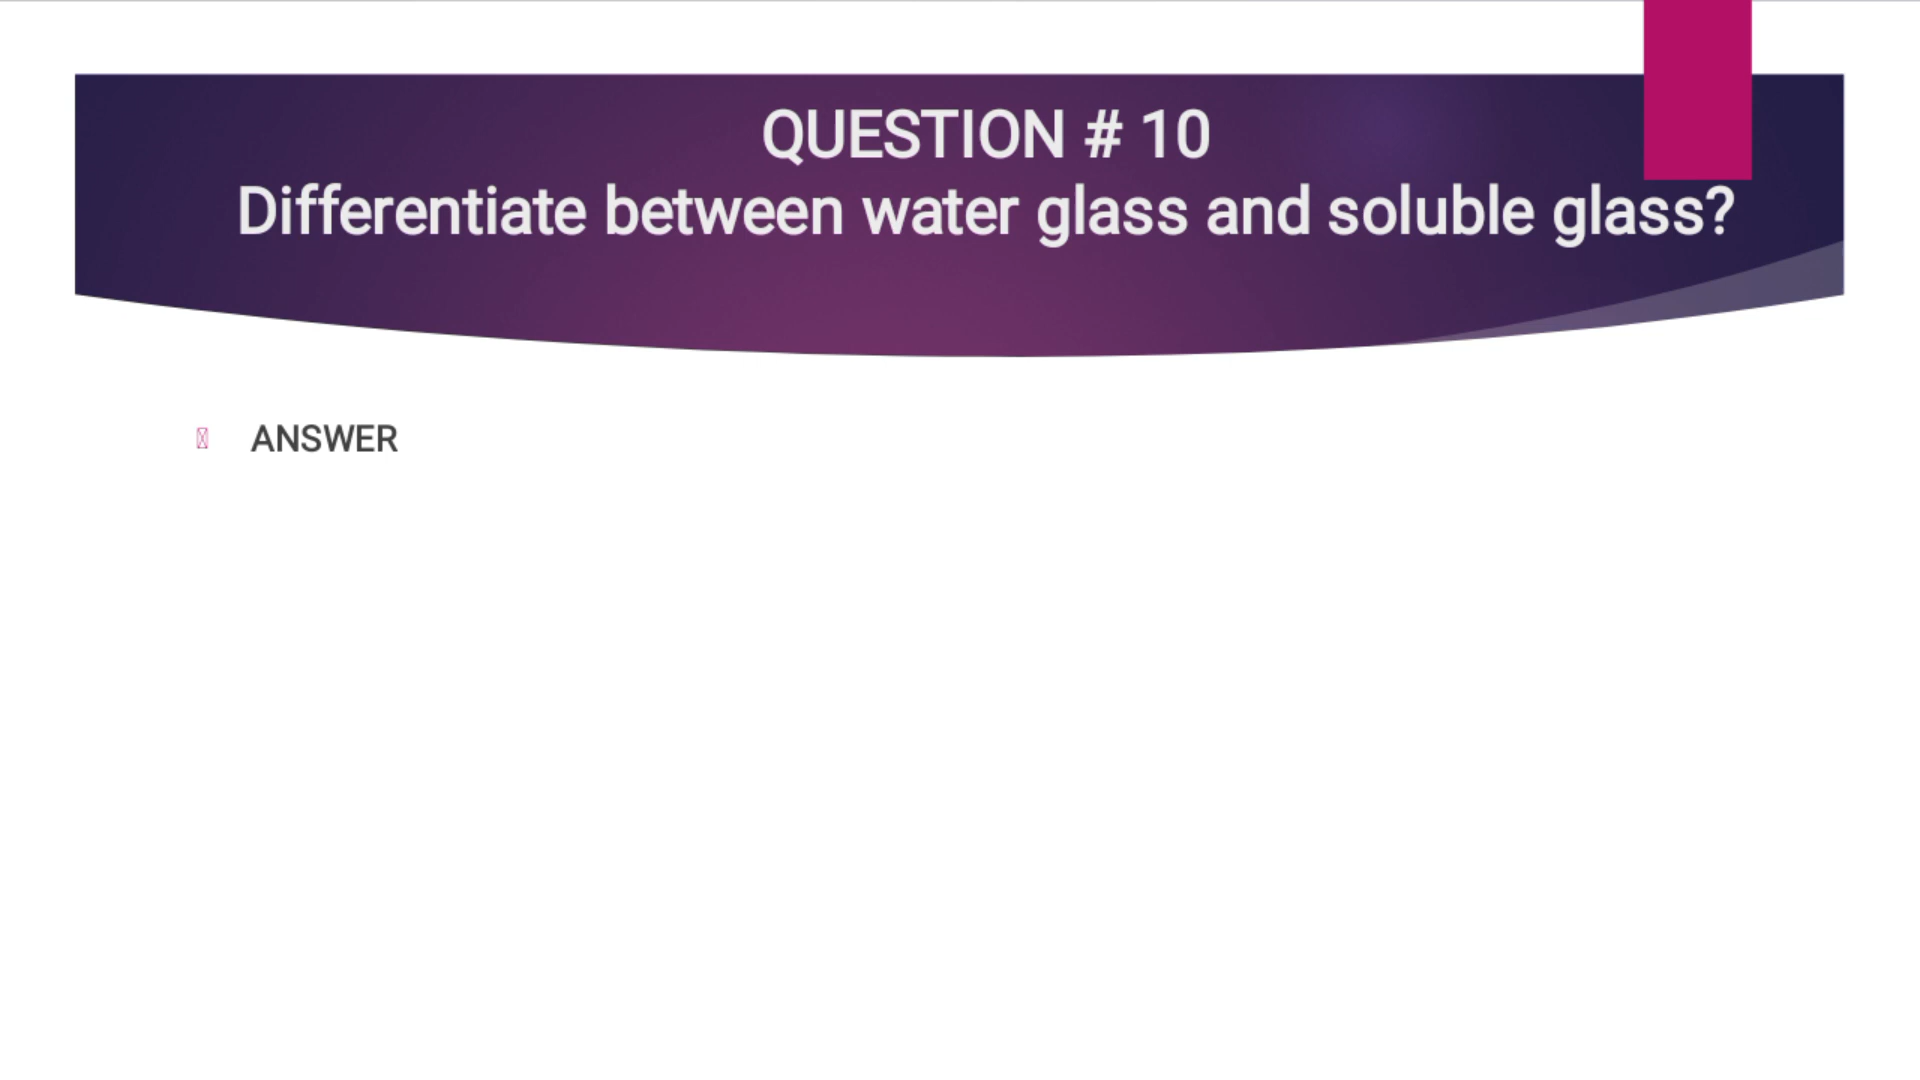 QUESTION # 10
Differentiate between water glass and soluble glass?
ANSWER